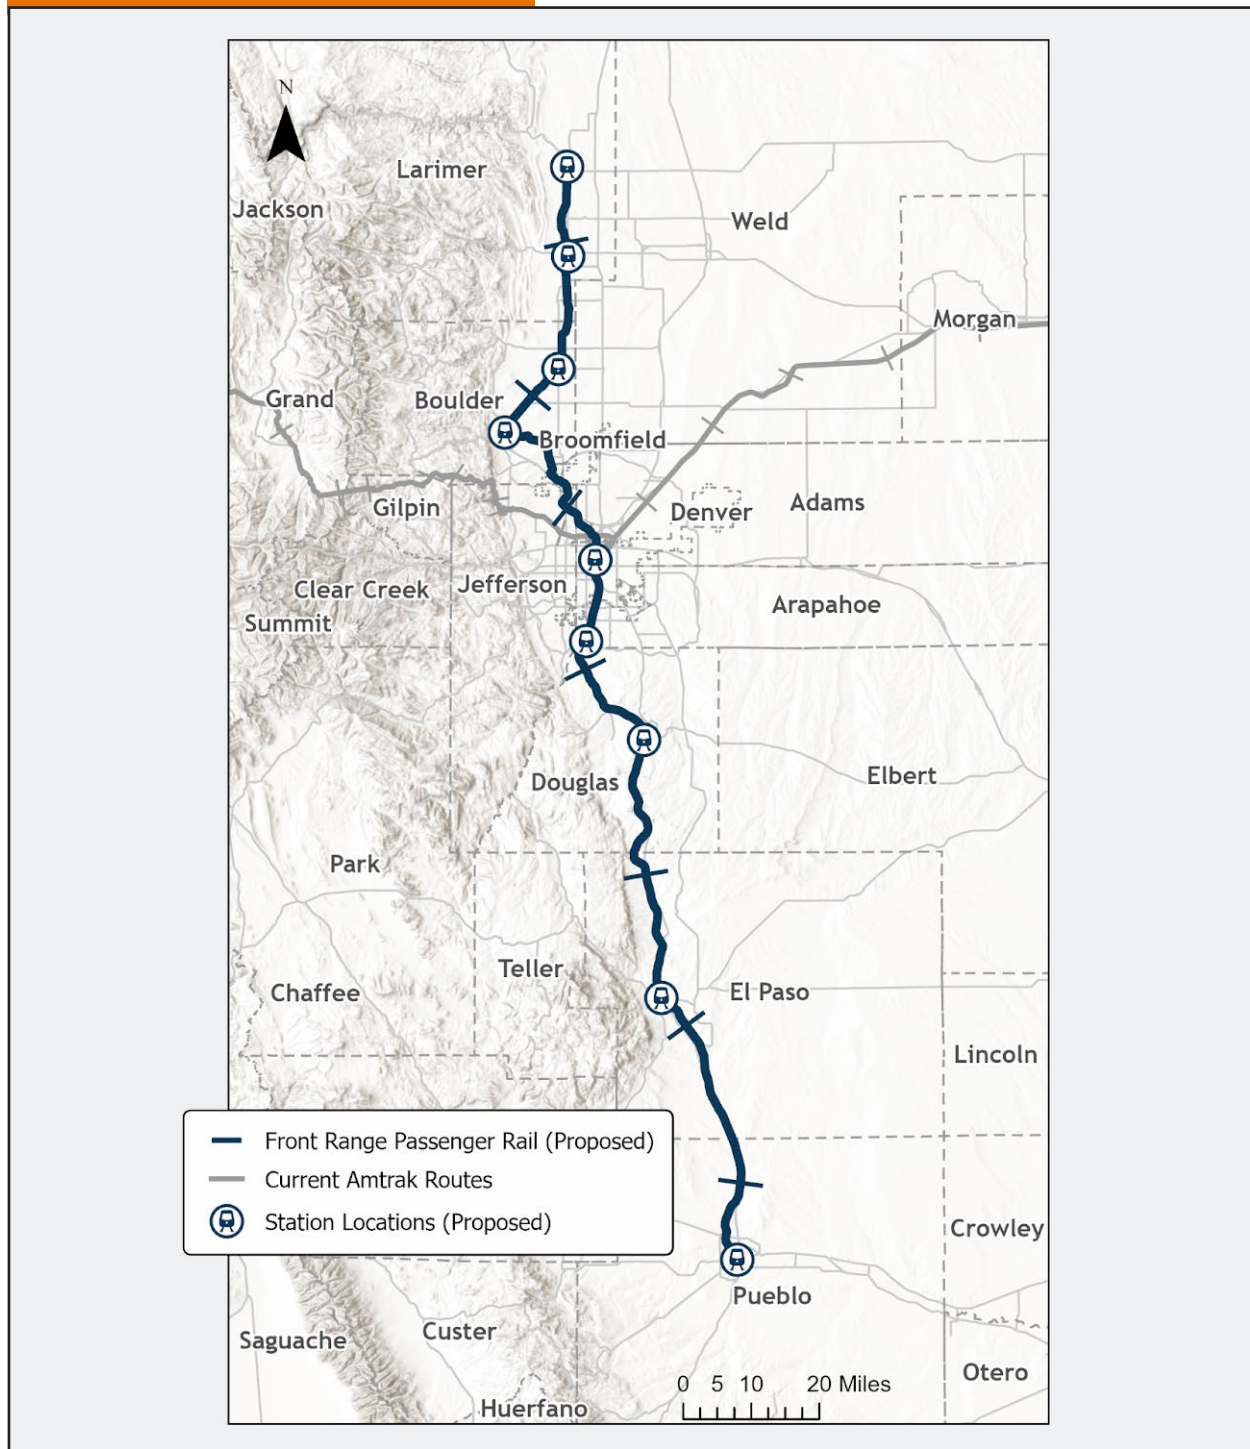 N
Larimer
Jackson
Weld
Morgan
Grand
Boulder
Broomfield
Gilpin
Denver
Adams
Clear Creek
Jefferson
Arapahoe
Summit
Douglas
Elbert
Park
Teller
Chaffee
El Paso
Lincoln
Front Range Passenger Rail (Proposed)
Current Amtrak Routes
Station Locations (Proposed)
Crowley
Pueblo
Custer
Saguache
Otero
0 5 10 20 Miles
Huerfano